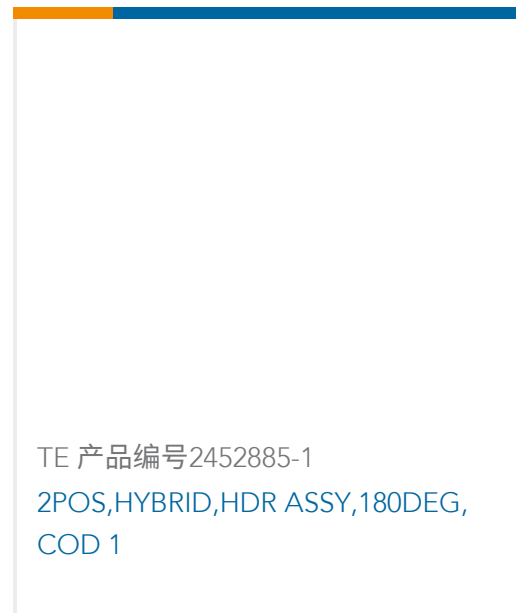 TE 产品编号2452885-1
2POS,HYBRID,HDR ASSY,180DEG,
COD 1